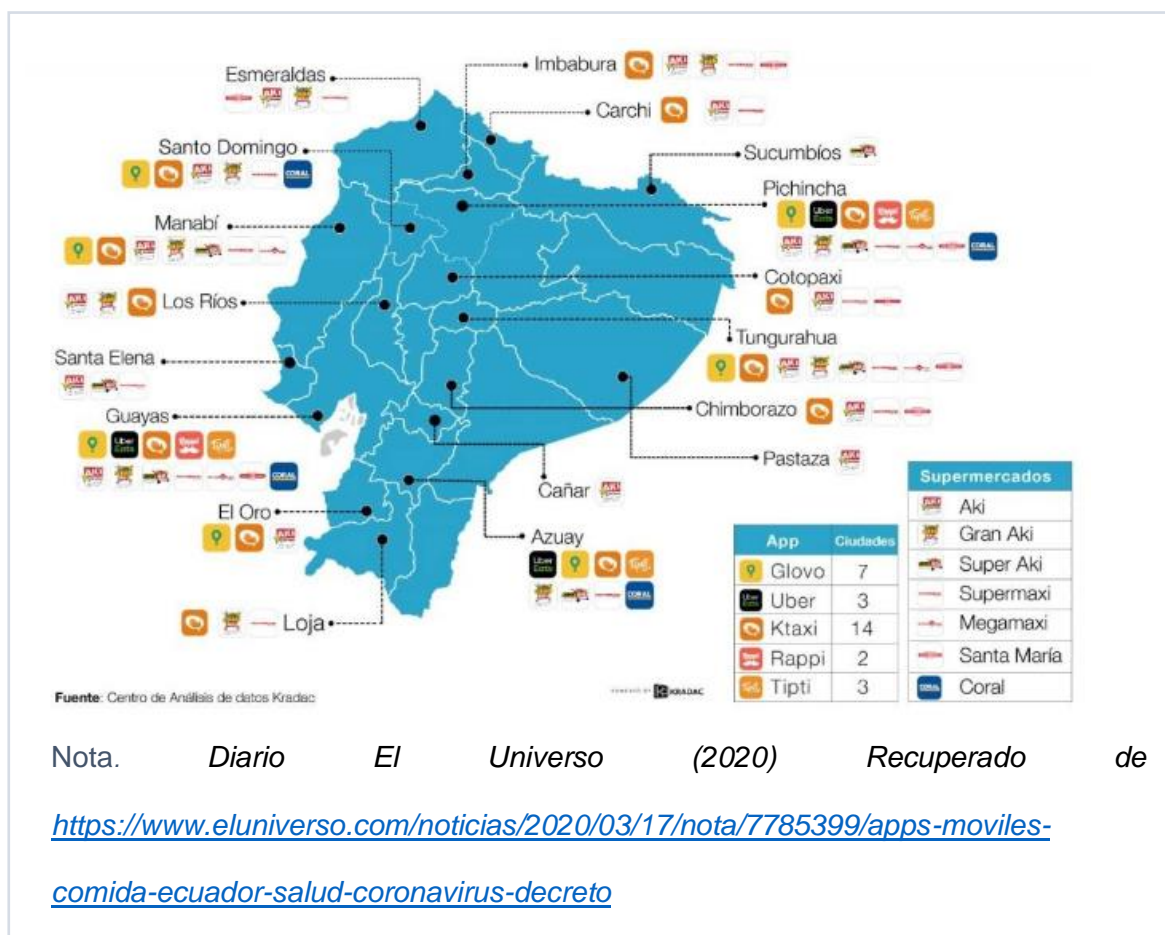 Imbabura
Esmeraldas
Carchi
Santo Domingo
Sucumbíos
Pichincha
Manabí
Cotopaxi
Los Ríos
Tungurahua
Santa Elena
Chimborazo
Guayas
Pastaza
Cañar
El Oro
Azuay
Loja
App Ciudades
Glovo 7
Uber 3
Ktaxi 14
Rappi 2
Tipti 3
Supermercados
Aki
Gran Aki
Super Aki
Supermaxi
Megamaxi
Santa María
Coral
Fuente: Centro de Análisis de datos Kradac
KRADAC
Nota. Diario El Universo (2020) Recuperado de
https://www.eluniverso.com/noticias/2020/03/17/nota/7785399/apps-moviles-
comida-ecuador-salud-coronavirus-decreto